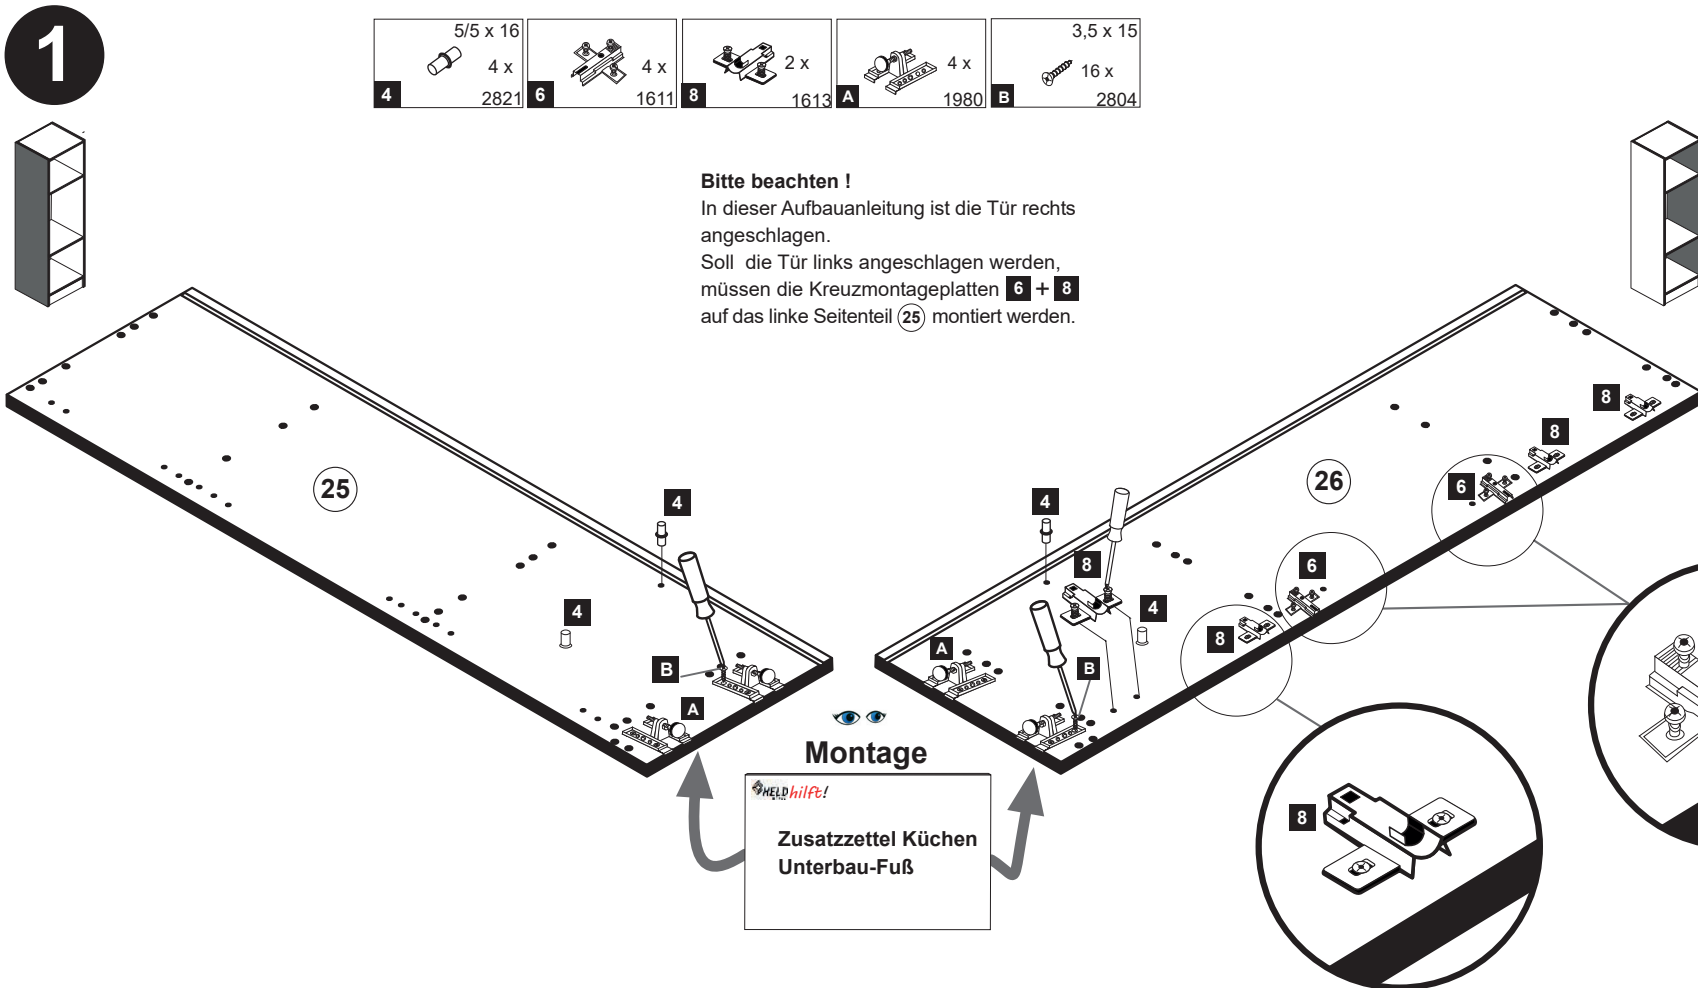 1
5/5 x 16
4 x
4 2821
4 x
6 1611
2 x
8 1613
4 x
A 1980
3,5 x 15
16 x
B 2804
Bitte beachten !
In dieser Aufbauanleitung ist die Tür rechts
angeschlagen.
Soll die Tür links angeschlagen werden,
müssen die Kreuzmontageplatten 6 + 8
auf das linke Seitenteil 25 montiert werden.
25
4
4
B
A
26
8
8
6
6
8
4
8
4
A
B
Montage
HELD hilft!
Zusatzzettel Küchen
Unterbau-Fuß
8